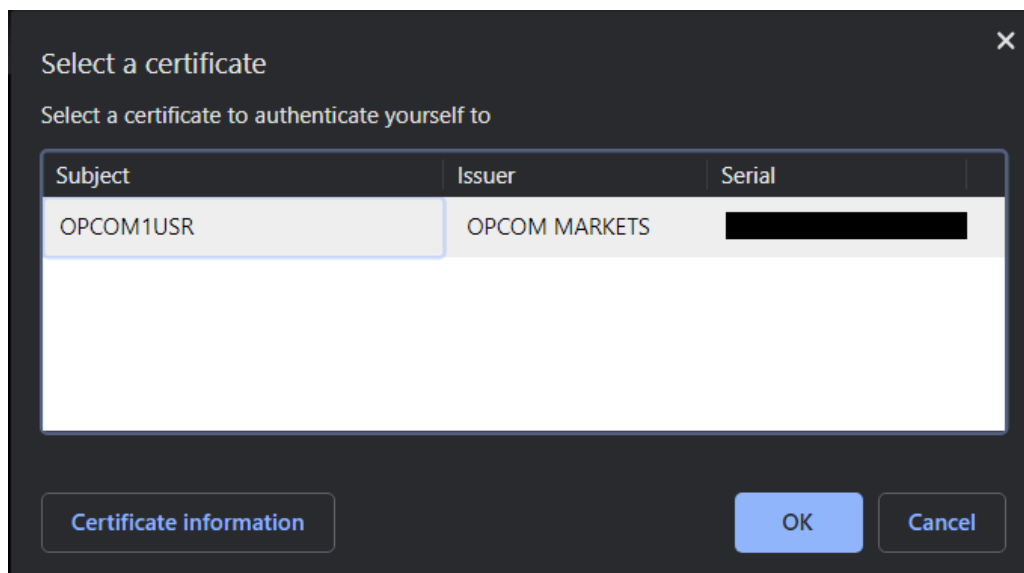 Select a certificate
Select a certificate to authenticate yourself to
Subject Issuer Serial
OPCOM1USR OPCOM MARKETS
Certificate information OK Cancel